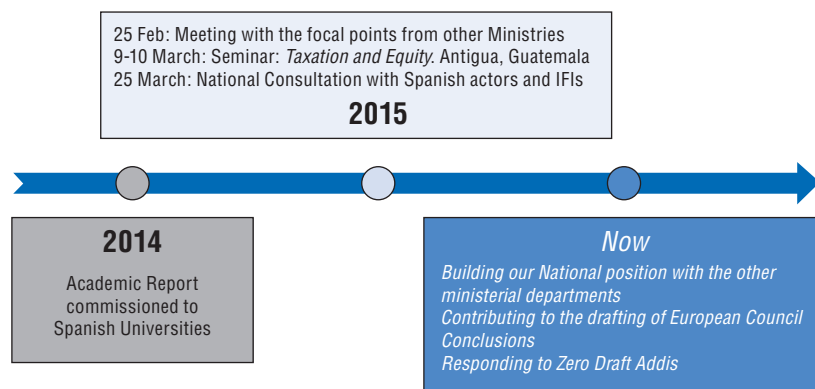 25 Feb: Meeting with the focal points from other Ministries
9-10 March: Seminar: Taxation and Equity. Antigua, Guatemala
25 March: National Consultation with Spanish actors and IFIs
2015
2014
Academic Report
commissioned to
Spanish Universities
Now
Building our National position with the other
ministerial departments
Contributing to the drafting of European Council
Conclusions
Responding to Zero Draft Addis